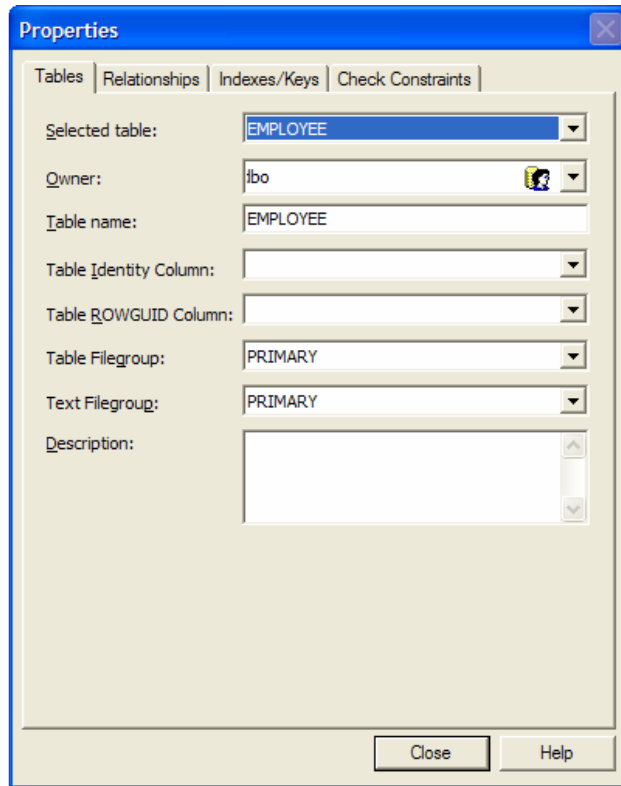 Properties
Tables Relationships Indexes/Keys Check Constraints
Selected table: EMPLOYEE
Owner: dbo
Table name: EMPLOYEE
Table Identity Column:
Table ROWGUID Column:
Table Filegroup: PRIMARY
Text Filegroup: PRIMARY
Description:
Close Help